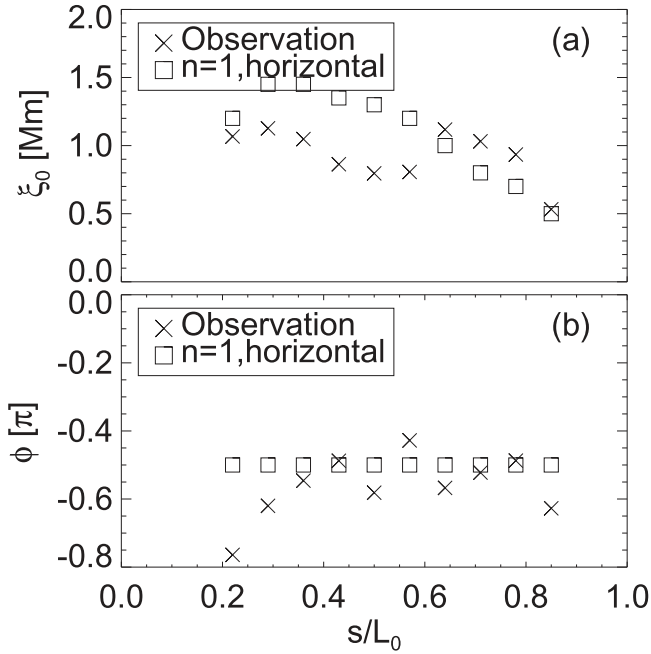 2.0
1.5
1.0
0.5
0.0
ξ₀ [Mm]
Observation
n=1,horizontal
(a)
0.0
-0.2
-0.4
-0.6
-0.8
ϕ [π]
Observation
n=1,horizontal
(b)
0.0 0.2 0.4 0.6 0.8 1.0
s/L₀